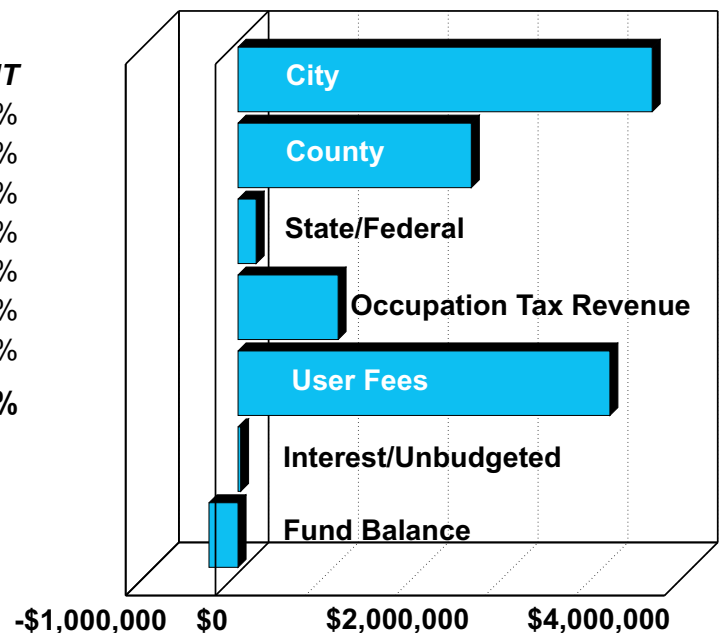 IT
%
City
%
County
%
State/Federal
%
%
Occupation Tax Revenue
%
%
User Fees
%
Interest/Unbudgeted
Fund Balance
-$1,000,000 $0 $2,000,000 $4,000,000